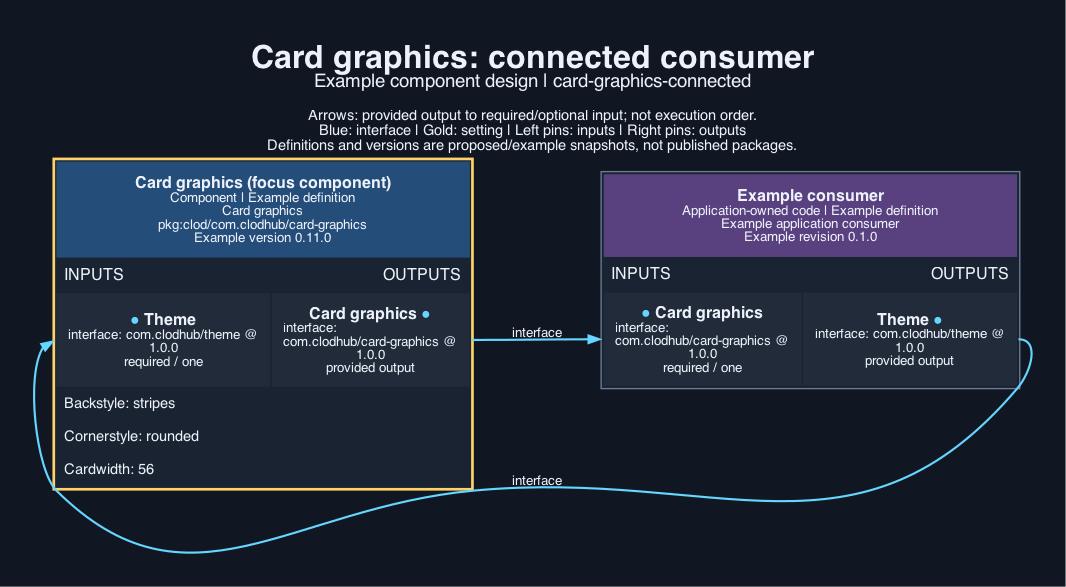 Card graphics: connected consumer
Example component design | card-graphics-connected
Arrows: provided output to required/optional input; not execution order.
Blue: interface | Gold: setting | Left pins: inputs | Right pins: outputs
Definitions and versions are proposed/example snapshots, not published packages.
Card graphics (focus component)
Component | Example definition
Card graphics
pkg:clod/com.clodhub/card-graphics
Example version 0.11.0
INPUTS
OUTPUTS
Theme
interface: com.clodhub/theme @
1.0.0
required / one
Card graphics
interface:
com.clodhub/card-graphics @
1.0.0
provided output
Backstyle: stripes
Cornerstyle: rounded
Cardwidth: 56
interface
Example consumer
Application-owned code | Example definition
Example application consumer
Example revision 0.1.0
INPUTS
OUTPUTS
Card graphics
interface:
com.clodhub/card-graphics @
1.0.0
required / one
Theme
interface: com.clodhub/theme @
1.0.0
provided output
interface